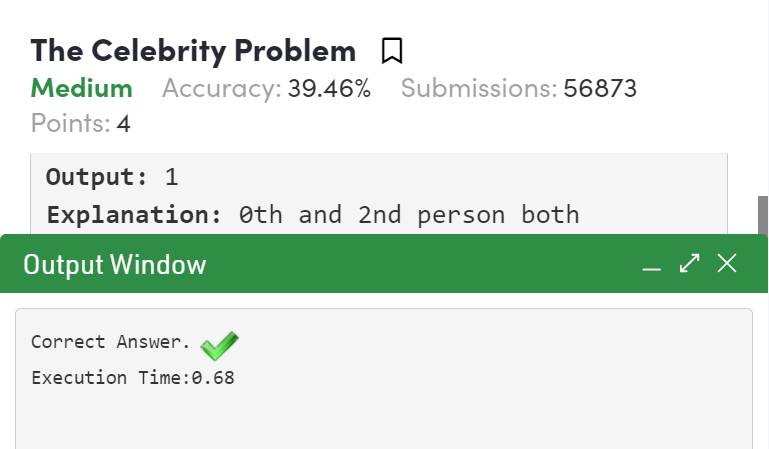 The Celebrity Problem
Medium Accuracy: 39.46% Submissions: 56873
Points: 4
Output: 1
Explanation: 0th and 2nd person both
Output Window
Correct Answer.
Execution Time:0.68